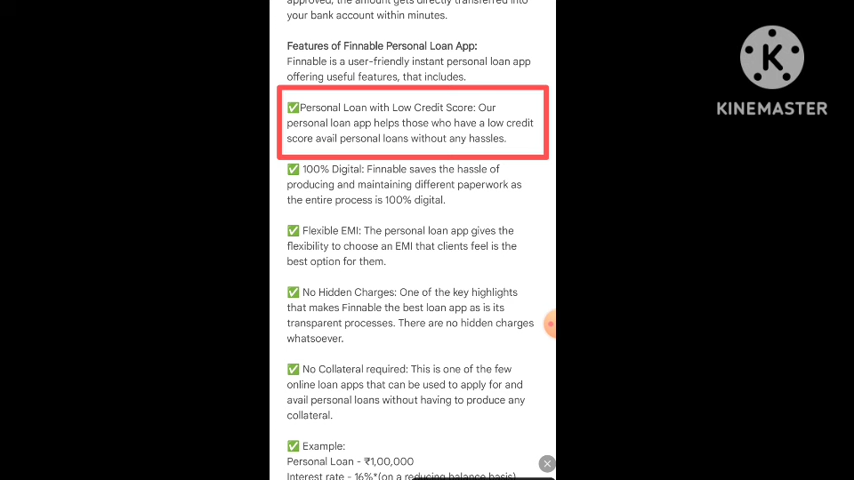 approved, the amount gets directly transferred into
your bank account within minutes.
Features of Finnable Personal Loan App:
Finnable is a user-friendly instant personal loan app
offering useful features, that includes.
✅Personal Loan with Low Credit Score: Our
personal loan app helps those who have a low credit
score avail personal loans without any hassles.
✅ 100% Digital: Finnable saves the hassle of
producing and maintaining different paperwork as
the entire process is 100% digital.
✅ Flexible EMI: The personal loan app gives the
flexibility to choose an EMI that clients feel is the
best option for them.
✅ No Hidden Charges: One of the key highlights
that makes Finnable the best loan app as is its
transparent processes. There are no hidden charges
whatsoever.
✅ No Collateral required: This is one of the few
online loan apps that can be used to apply for and
avail personal loans without having to produce any
collateral.
✅ Example:
Personal Loan - ₹1,00,000
Interest rate - 16%*(on a reducing balance basis)
K
KINEMASTER